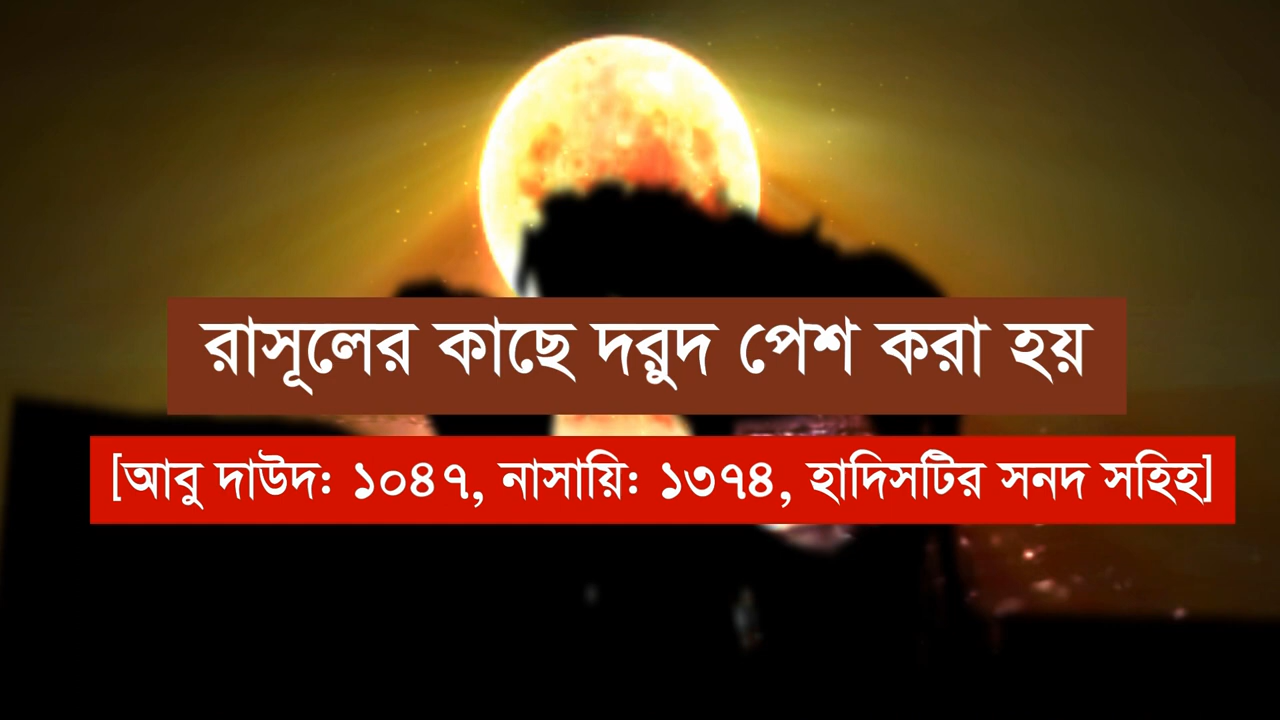 রাসূলের কাছে দরুদ পেশ করা হয়
[আবু দাউদ: ১০৪৭, নাসায়ি: ১৩৭৪, হাদিসটির সনদ সহিহ]